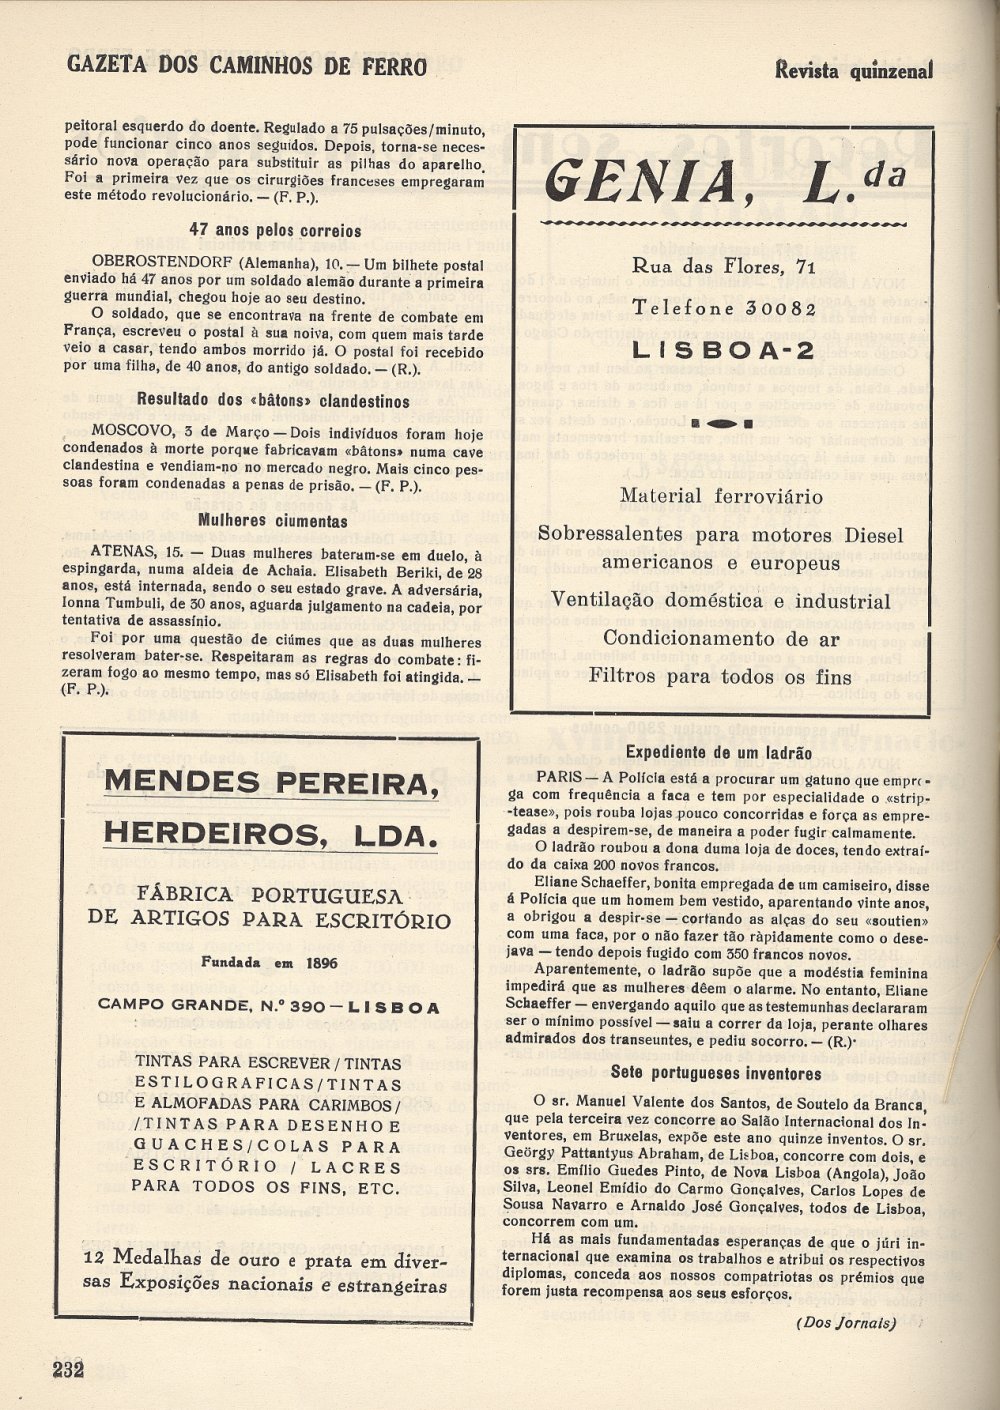 GAZETA DOS CAMINHOS DE FERRO
Revista quinzenal
peitoral esquerdo do doente. Regulado a 75 pulsações/minuto,
pode funcionar cinco anos seguidos. Depois, torna-se neces-
sário nova operação para substituir as pilhas do aparelho.
Foi a primeira vez que os cirurgiões franceses empregaram
este método revolucionário. — (F. P.).
47 anos pelos correios
OBEROSTENDORF (Alemanha), 10. — Um bilhete postal
enviado há 47 anos por um soldado alemão durante a primeira
guerra mundial, chegou hoje ao seu destino.
O soldado, que se encontrava na frente de combate em
França, escreveu o postal à sua noiva, com quem mais tarde
veio a casar, tendo ambos morrido já. O postal foi recebido
por uma filha, de 40 anos, do antigo soldado. — (R.).
Resultado dos «bâtons» clandestinos
MOSCOVO, 3 de Março — Dois indivíduos foram hoje
condenados à morte porque fabricavam «bâtons» numa cave
clandestina e vendiam-no no mercado negro. Mais cinco pes-
soas foram condenadas a penas de prisão. — (F. P.).
Mulheres ciumentas
ATENAS, 15. — Duas mulheres bateram-se em duelo, à
espingarda, numa aldeia de Achaia. Elisabeth Beriki, de 28
anos, está internada, sendo o seu estado grave. A adversária,
Ionna Tumbuli, de 30 anos, aguarda julgamento na cadeia, por
tentativa de assassínio.
Foi por uma questão de ciúmes que as duas mulheres
resolveram bater-se. Respeitaram as regras do combate: fi-
zeram fogo ao mesmo tempo, mas só Elisabeth foi atingida. —
(F. P.).
MENDES PEREIRA,
HERDEIROS, LDA.
FÁBRICA PORTUGUESA
DE ARTIGOS PARA ESCRITÓRIO
Fundada em 1896
CAMPO GRANDE, N.º 390 — LISBOA
TINTAS PARA ESCREVER / TINTAS
ESTILOGRAFICAS / TINTAS
E ALMOFADAS PARA CARIMBOS /
/ TINTAS PARA DESENHO E
GUACHES / COLAS PARA
ESCRITÓRIO / LACRES
PARA TODOS OS FINS, ETC.
12 Medalhas de ouro e prata em diver-
sas Exposições nacionais e estrangeiras
GENIA, L.da
Rua das Flores, 71
Telefone 30082
LISBOA-2
Material ferroviário
Sobressalentes para motores Diesel
americanos e europeus
Ventilação doméstica e industrial
Condicionamento de ar
Filtros para todos os fins
Expediente de um ladrão
PARIS — A Polícia está a procurar um gatuno que empre-
ga com frequência a faca e tem por especialidade o «strip-
-tease», pois rouba lojas pouco concorridas e força as empre-
gadas a despirem-se, de maneira a poder fugir calmamente.
O ladrão roubou a dona duma loja de doces, tendo extraí-
do da caixa 200 novos francos.
Eliane Schaeffer, bonita empregada de um camiseiro, disse
á Polícia que um homem bem vestido, aparentando vinte anos,
a obrigou a despir-se — cortando as alças do seu «soutien»
com uma faca, por o não fazer tão ràpidamente como o dese-
java — tendo depois fugido com 350 francos novos.
Aparentemente, o ladrão supõe que a modéstia feminina
impedirá que as mulheres dêem o alarme. No entanto, Eliane
Schaeffer — envergando aquilo que as testemunhas declararam
ser o mínimo possível — saiu a correr da loja, perante olhares
admirados dos transeuntes, e pediu socorro. — (R.).
Sete portugueses inventores
O sr. Manuel Valente dos Santos, de Soutelo da Branca,
que pela terceira vez concorre ao Salão Internacional dos In-
ventores, em Bruxelas, expõe este ano quinze inventos. O sr.
Geörgy Pattantyus Abraham, de Lisboa, concorre com dois, e
os srs. Emílio Guedes Pinto, de Nova Lisboa (Angola), João
Silva, Leonel Emídio do Carmo Gonçalves, Carlos Lopes de
Sousa Navarro e Arnaldo José Gonçalves, todos de Lisboa,
concorrem com um.
Há as mais fundamentadas esperanças de que o júri in-
ternacional que examina os trabalhos e atribui os respectivos
diplomas, conceda aos nossos compatriotas os prémios que
forem justa recompensa aos seus esforços.
(Dos Jornais)
232